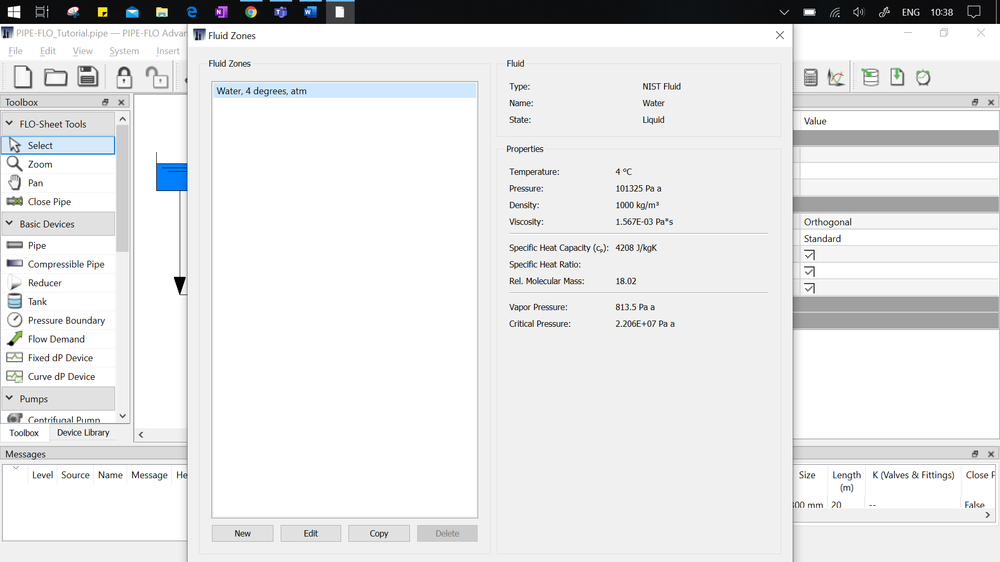 ENG 10:38
PIPE-FLO_Tutorial.pipe — PIPE-FLO Advan
File Edit View System Insert
Toolbox
FLO-Sheet Tools
Select
Zoom
Pan
Close Pipe
Basic Devices
Pipe
Compressible Pipe
Reducer
Tank
Pressure Boundary
Flow Demand
Fixed dP Device
Curve dP Device
Pumps
Centrifugal Pump
Toolbox Device Library
Messages
Level Source Name Message He
Fluid Zones
Fluid Zones
Water, 4 degrees, atm
New Edit Copy Delete
Fluid
Type: NIST Fluid
Name: Water
State: Liquid
Properties
Temperature: 4 °C
Pressure: 101325 Pa a
Density: 1000 kg/m³
Viscosity: 1.567E-03 Pa*s
Specific Heat Capacity (cₚ): 4208 J/kgK
Specific Heat Ratio:
Rel. Molecular Mass: 18.02
Vapor Pressure: 813.5 Pa a
Critical Pressure: 2.206E+07 Pa a
Value
Orthogonal
Standard
Size Length (m) K (Valves & Fittings) Close P
300 mm 20 -- False